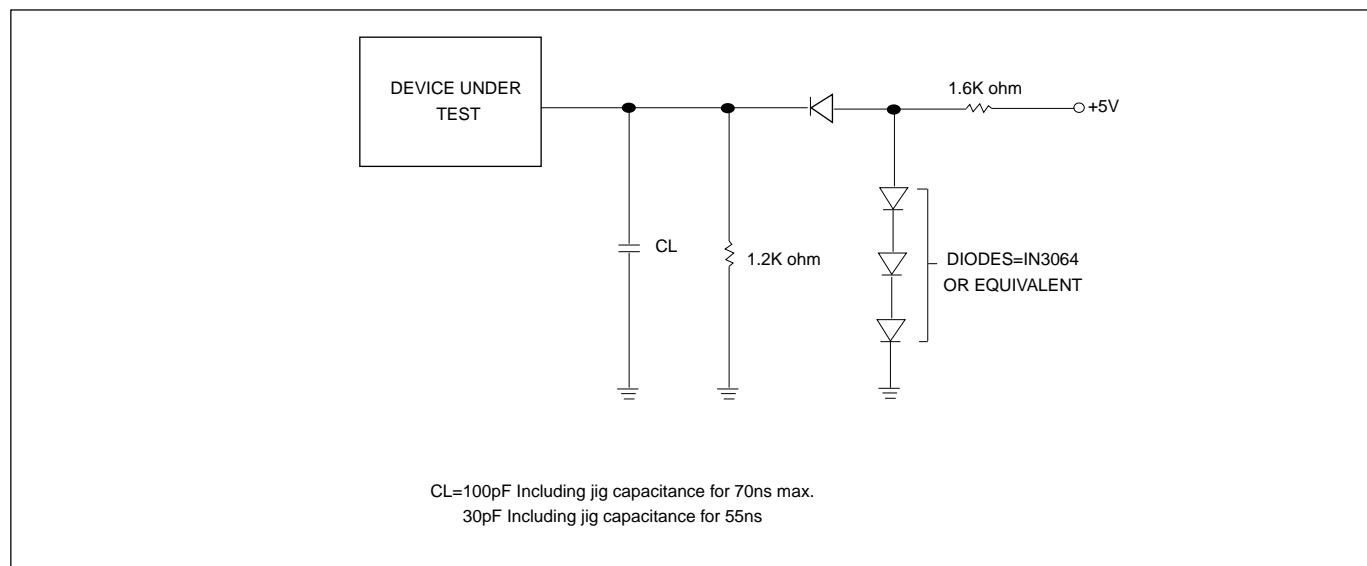 DEVICE UNDER
TEST
1.6K ohm
+5V
CL
1.2K ohm
DIODES=IN3064
OR EQUIVALENT
CL=100pF Including jig capacitance for 70ns max.
30pF Including jig capacitance for 55ns